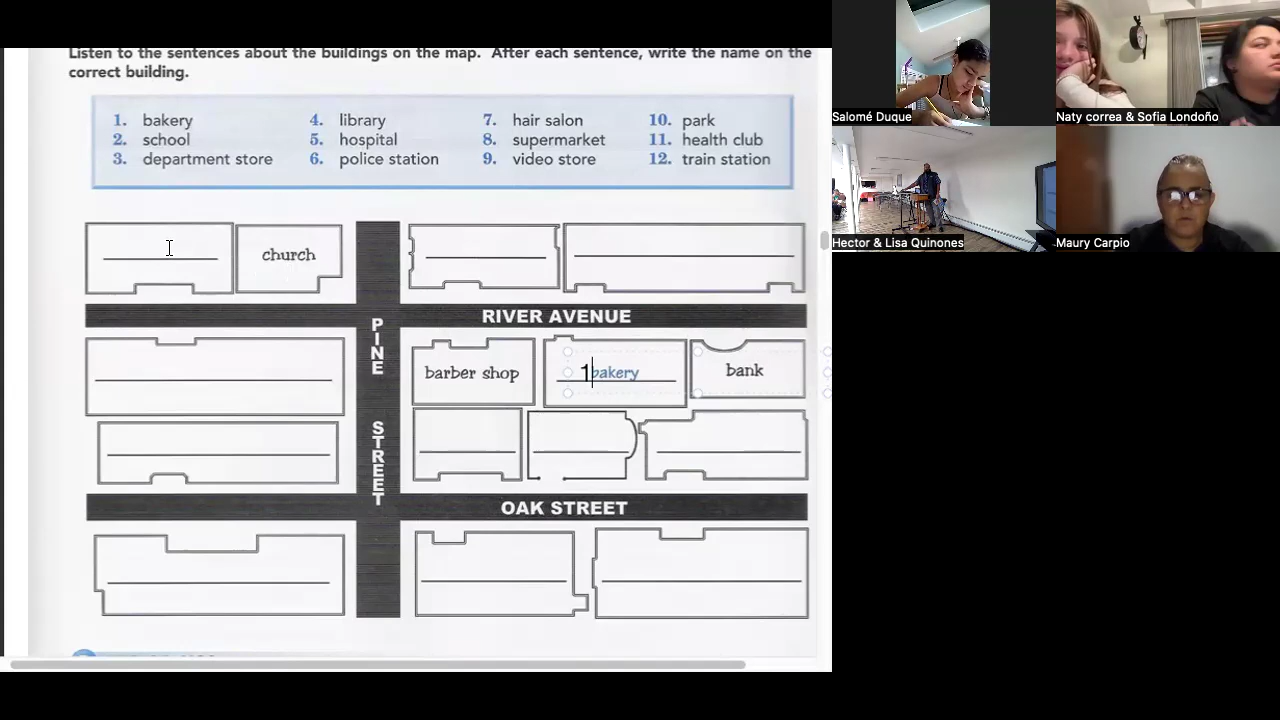 Listen to the sentences about the buildings on the map. After each sentence, write the name on the
correct building.
1. bakery
2. school
3. department store
4. library
5. hospital
6. police station
7. hair salon
8. supermarket
9. video store
10. park
11. health club
12. train station
church
RIVER AVENUE
PINE STREET
barber shop
1bakery
bank
OAK STREET
Salomé Duque
Naty correa & Sofia Londoño
Hector & Lisa Quinones
Maury Carpio